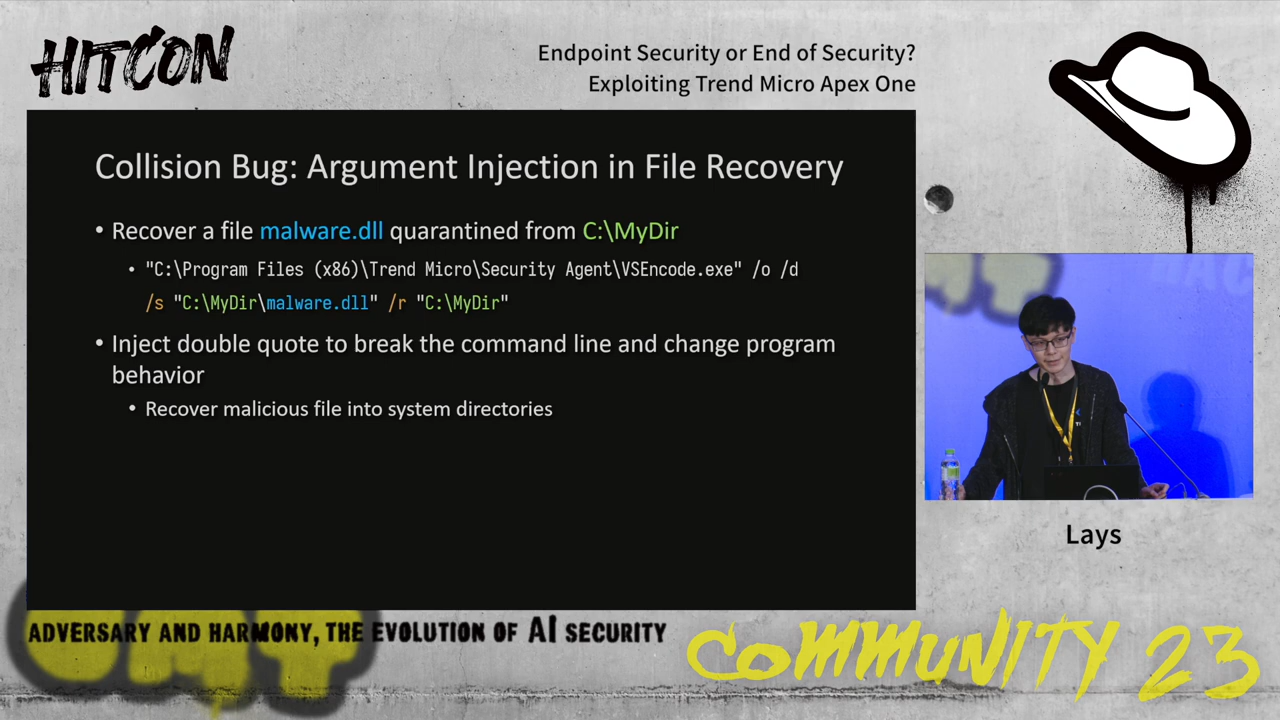 HITCON
Endpoint Security or End of Security?
Exploiting Trend Micro Apex One
Collision Bug: Argument Injection in File Recovery
• Recover a file malware.dll quarantined from C:\MyDir
• "C:\Program Files (x86)\Trend Micro\Security Agent\VSEncode.exe" /o /d
/s "C:\MyDir\malware.dll" /r "C:\MyDir"
• Inject double quote to break the command line and change program
behavior
• Recover malicious file into system directories
Lays
ADVERSARY AND HARMONY, THE EVOLUTION OF AI SECURITY
COMMUNITY 23